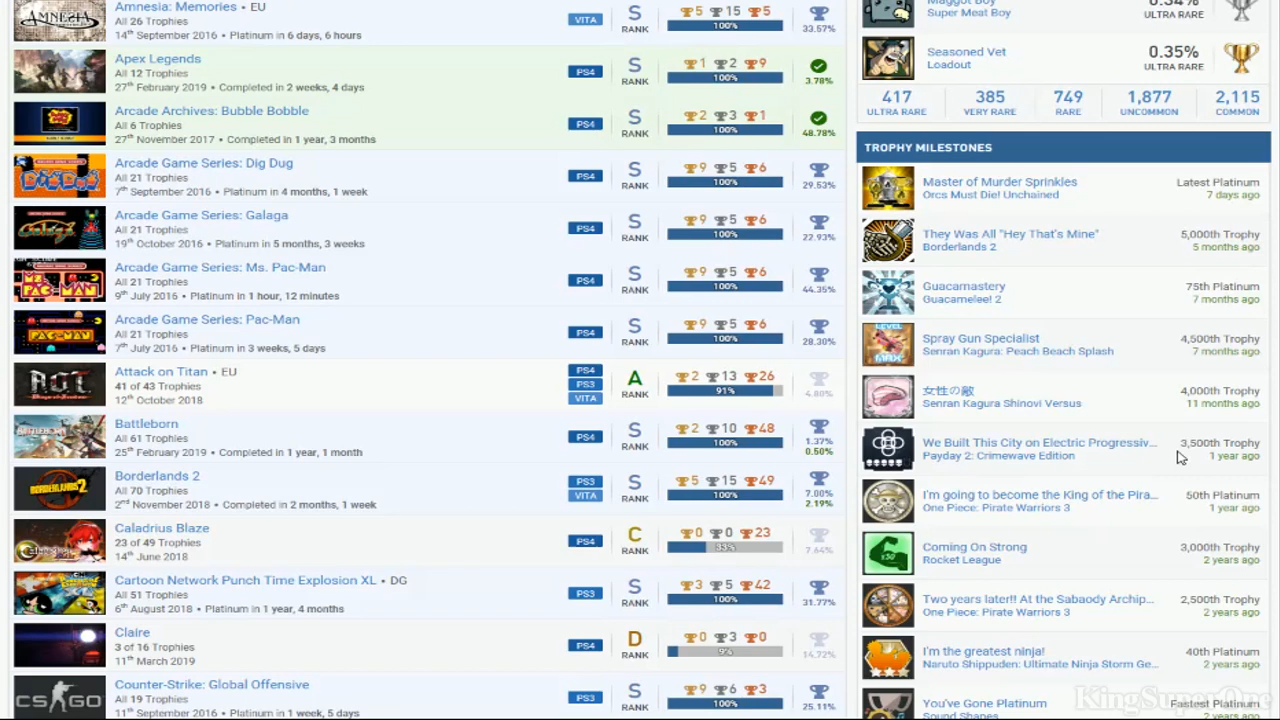 Amnesia: Memories • EU
All 26 Trophies
14th September 2016 • Platinum in 6 days, 6 hours
VITA
S RANK
5 15 5
100%
33.57%
Apex Legends
All 12 Trophies
27th February 2019 • Completed in 2 weeks, 4 days
PS4
S RANK
1 2 9
100%
3.78%
Arcade Archives: Bubble Bobble
All 6 Trophies
27th November 2017 • Completed in 1 year, 3 months
PS4
S RANK
2 3 1
100%
48.78%
Arcade Game Series: Dig Dug
All 21 Trophies
7th September 2016 • Platinum in 4 months, 1 week
PS4
S RANK
9 5 6
100%
29.53%
Arcade Game Series: Galaga
All 21 Trophies
19th October 2016 • Platinum in 5 months, 3 weeks
PS4
S RANK
9 5 6
100%
22.93%
Arcade Game Series: Ms. Pac-Man
All 21 Trophies
9th July 2016 • Platinum in 1 hour, 12 minutes
PS4
S RANK
9 5 6
100%
44.35%
Arcade Game Series: Pac-Man
All 21 Trophies
7th July 2016 • Platinum in 3 weeks, 5 days
PS4
S RANK
9 5 6
100%
28.30%
Attack on Titan • EU
41 of 43 Trophies
12th October 2018
PS4
PS3
VITA
A RANK
2 13 26
91%
4.80%
Battleborn
All 61 Trophies
25th February 2019 • Completed in 1 year, 1 month
PS4
S RANK
2 10 48
100%
1.37%
0.50%
Borderlands 2
All 70 Trophies
3rd November 2018 • Completed in 2 months, 1 week
PS3
VITA
S RANK
5 15 49
100%
7.00%
2.19%
Caladrius Blaze
23 of 49 Trophies
14th June 2018
PS4
C RANK
0 0 23
33%
7.64%
Cartoon Network Punch Time Explosion XL • DG
All 51 Trophies
6th August 2018 • Platinum in 1 year, 4 months
PS3
S RANK
3 5 42
100%
31.77%
Claire
3 of 16 Trophies
1st March 2019
PS4
D RANK
0 3 0
9%
14.72%
Counter-Strike: Global Offensive
All 19 Trophies
11th September 2016 • Platinum in 1 week, 5 days
PS3
S RANK
9 6 3
100%
25.11%
Maggot Boy
Super Meat Boy
0.34%
ULTRA RARE
Seasoned Vet
Loadout
0.35%
ULTRA RARE
417 385 749 1,877 2,115
ULTRA RARE VERY RARE RARE UNCOMMON COMMON
TROPHY MILESTONES
Master of Murder Sprinkles Latest Platinum
Orcs Must Die! Unchained 7 days ago
They Was All "Hey That's Mine" 5,000th Trophy
Borderlands 2 5 months ago
Guacamastery 75th Platinum
Guacamelee! 2 7 months ago
Spray Gun Specialist 4,500th Trophy
Senran Kagura: Peach Beach Splash 7 months ago
女性の敵 4,000th Trophy
Senran Kagura Shinovi Versus 11 months ago
We Built This City on Electric Progressiv... 3,500th Trophy
Payday 2: Crimewave Edition 1 year ago
I'm going to become the King of the Pira... 50th Platinum
One Piece: Pirate Warriors 3 1 year ago
Coming On Strong 3,000th Trophy
Rocket League 2 years ago
Two years later!! At the Sabaody Archip... 2,500th Trophy
One Piece: Pirate Warriors 3 2 years ago
I'm the greatest ninja! 40th Platinum
Naruto Shippuden: Ultimate Ninja Storm Ge... 2 years ago
You've Gone Platinum Fastest Platinum
Sound Shapes 2 years ago